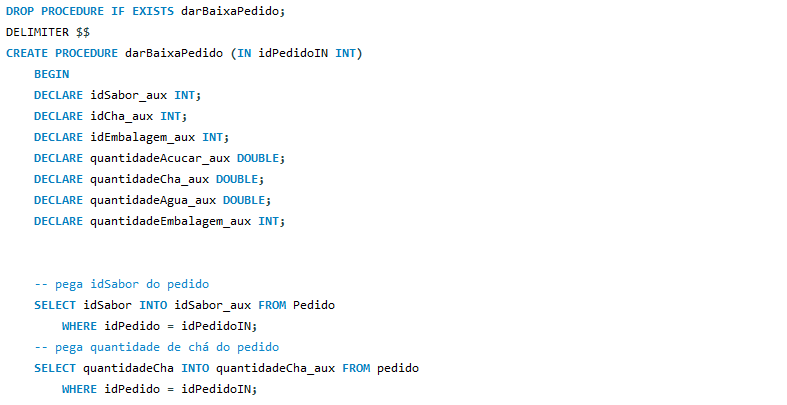 DROP PROCEDURE IF EXISTS darBaixaPedido;
DELIMITER $$
CREATE PROCEDURE darBaixaPedido (IN idPedidoIN INT)
BEGIN
DECLARE idSabor_aux INT;
DECLARE idCha_aux INT;
DECLARE idEmbalagem_aux INT;
DECLARE quantidadeAcucar_aux DOUBLE;
DECLARE quantidadeCha_aux DOUBLE;
DECLARE quantidadeAgua_aux DOUBLE;
DECLARE quantidadeEmbalagem_aux INT;
-- pega idSabor do pedido
SELECT idSabor INTO idSabor_aux FROM Pedido
WHERE idPedido = idPedidoIN;
-- pega quantidade de chá do pedido
SELECT quantidadeCha INTO quantidadeCha_aux FROM pedido
WHERE idPedido = idPedidoIN;